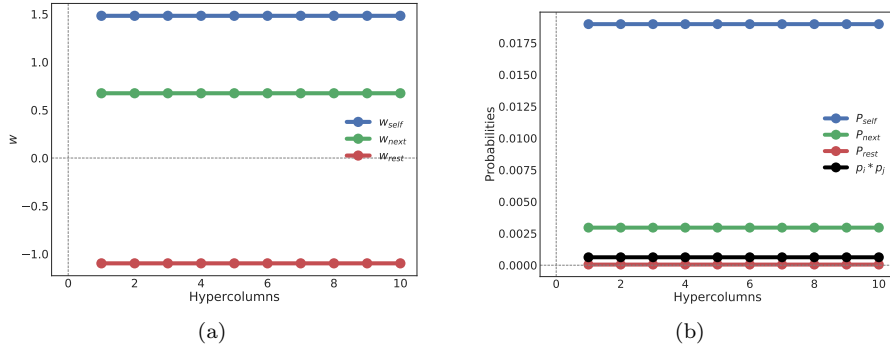 1.5
1.0
0.5
0.0
−0.5
−1.0
w
0 2 4 6 8 10
Hypercolumns
w_self
w_next
w_rest
(a)
0.0175
0.0150
0.0125
0.0100
0.0075
0.0050
0.0025
0.0000
Probabilities
0 2 4 6 8 10
Hypercolumns
P_self
P_next
P_rest
p_i * p_j
(b)